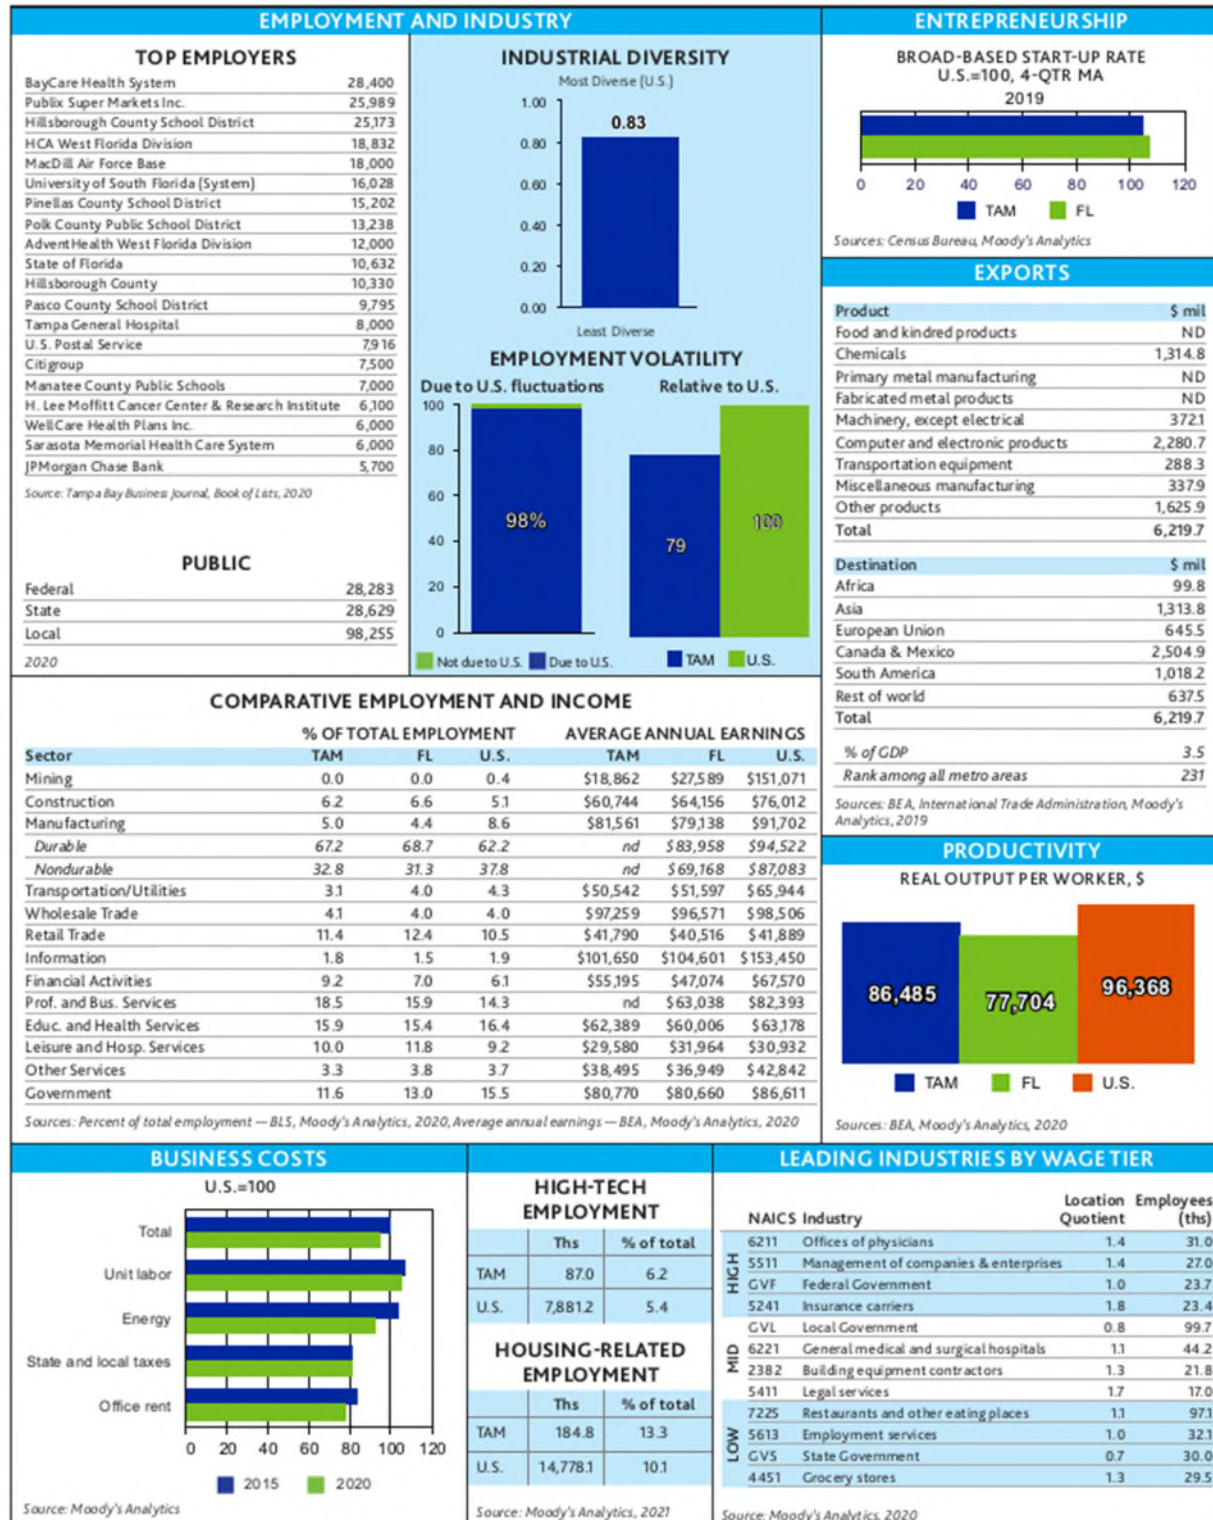 EMPLOYMENT AND INDUSTRY
TOP EMPLOYERS
BayCare Health System 28,400
Publix Super Markets Inc. 25,989
Hillsborough County School District 25,173
HCA West Florida Division 18,832
MacDill Air Force Base 18,000
University of South Florida (System) 16,028
Pinellas County School District 15,202
Polk County Public School District 13,238
AdventHealth West Florida Division 12,000
State of Florida 10,632
Hillsborough County 10,330
Pasco County School District 9,795
Tampa General Hospital 8,000
U.S. Postal Service 7,916
Citigroup 7,500
Manatee County Public Schools 7,000
H. Lee Moffitt Cancer Center & Research Institute 6,100
WellCare Health Plans Inc. 6,000
Sarasota Memorial Health Care System 6,000
JPMorgan Chase Bank 5,700
Source: Tampa Bay Business Journal, Book of Lists, 2020
PUBLIC
Federal 28,283
State 28,629
Local 98,255
2020
INDUSTRIAL DIVERSITY
Most Diverse (U.S.)
1.00
0.83
0.80
0.60
0.40
0.20
0.00
Least Diverse
EMPLOYMENT VOLATILITY
Due to U.S. fluctuations Relative to U.S.
100
80
60
98% 100
40 79
20
0
Not due to U.S. Due to U.S. TAM U.S.
ENTREPRENEURSHIP
BROAD-BASED START-UP RATE
U.S.=100, 4-QTR MA
2019
0 20 40 60 80 100 120
TAM FL
Sources: Census Bureau, Moody's Analytics
EXPORTS
Product $ mil
Food and kindred products ND
Chemicals 1,314.8
Primary metal manufacturing ND
Fabricated metal products ND
Machinery, except electrical 372.1
Computer and electronic products 2,280.7
Transportation equipment 288.3
Miscellaneous manufacturing 337.9
Other products 1,625.9
Total 6,219.7
Destination $ mil
Africa 99.8
Asia 1,313.8
European Union 645.5
Canada & Mexico 2,504.9
South America 1,018.2
Rest of world 637.5
Total 6,219.7
% of GDP 3.5
Rank among all metro areas 231
Sources: BEA, International Trade Administration, Moody's
Analytics, 2019
COMPARATIVE EMPLOYMENT AND INCOME
% OF TOTAL EMPLOYMENT AVERAGE ANNUAL EARNINGS
Sector TAM FL U.S. TAM FL U.S.
Mining 0.0 0.0 0.4 $18,862 $27,589 $151,071
Construction 6.2 6.6 5.1 $60,744 $64,156 $76,012
Manufacturing 5.0 4.4 8.6 $81,561 $79,138 $91,702
Durable 67.2 68.7 62.2 nd $83,958 $94,522
Nondurable 32.8 31.3 37.8 nd $69,168 $87,083
Transportation/Utilities 3.1 4.0 4.3 $50,542 $51,597 $65,944
Wholesale Trade 4.1 4.0 4.0 $97,259 $96,571 $98,506
Retail Trade 11.4 12.4 10.5 $41,790 $40,516 $41,889
Information 1.8 1.5 1.9 $101,650 $104,601 $153,450
Financial Activities 9.2 7.0 6.1 $55,195 $47,074 $67,570
Prof. and Bus. Services 18.5 15.9 14.3 nd $63,038 $82,393
Educ. and Health Services 15.9 15.4 16.4 $62,389 $60,006 $63,178
Leisure and Hosp. Services 10.0 11.8 9.2 $29,580 $31,964 $30,932
Other Services 3.3 3.8 3.7 $38,495 $36,949 $42,842
Government 11.6 13.0 15.5 $80,770 $80,660 $86,611
Sources: Percent of total employment — BLS, Moody's Analytics, 2020, Average annual earnings — BEA, Moody's Analytics, 2020
PRODUCTIVITY
REAL OUTPUT PER WORKER, $
86,485 77,704 96,368
TAM FL U.S.
Sources: BEA, Moody's Analytics, 2020
BUSINESS COSTS
U.S.=100
Total
Unit labor
Energy
State and local taxes
Office rent
0 20 40 60 80 100 120
2015 2020
Source: Moody's Analytics
HIGH-TECH
EMPLOYMENT
Ths % of total
TAM 87.0 6.2
U.S. 7,881.2 5.4
HOUSING-RELATED
EMPLOYMENT
Ths % of total
TAM 184.8 13.3
U.S. 14,778.1 10.1
Source: Moody's Analytics, 2021
LEADING INDUSTRIES BY WAGE TIER
Location Employees
NAICS Industry Quotient (ths)
HIGH
6211 Offices of physicians 1.4 31.0
5511 Management of companies & enterprises 1.4 27.0
GVF Federal Government 1.0 23.7
5241 Insurance carriers 1.8 23.4
MID
GVL Local Government 0.8 99.7
6221 General medical and surgical hospitals 1.1 44.2
2382 Building equipment contractors 1.3 21.8
5411 Legal services 1.7 17.0
LOW
7225 Restaurants and other eating places 1.1 97.1
5613 Employment services 1.0 32.1
GVS State Government 0.7 30.0
4451 Grocery stores 1.3 29.5
Source: Moody's Analytics, 2020